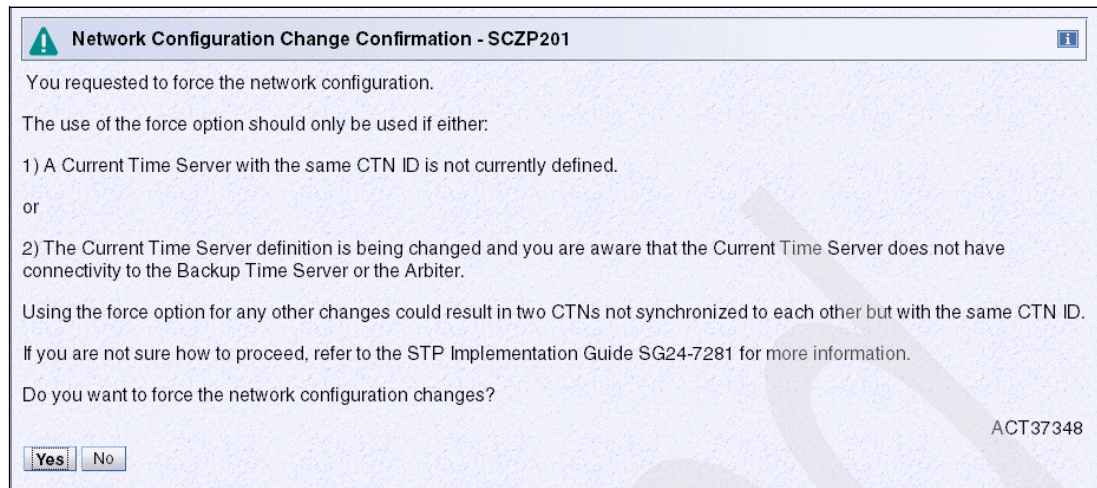 Network Configuration Change Confirmation - SCZP201
You requested to force the network configuration.
The use of the force option should only be used if either:
1) A Current Time Server with the same CTN ID is not currently defined.
or
2) The Current Time Server definition is being changed and you are aware that the Current Time Server does not have
connectivity to the Backup Time Server or the Arbiter.
Using the force option for any other changes could result in two CTNs not synchronized to each other but with the same CTN ID.
If you are not sure how to proceed, refer to the STP Implementation Guide SG24-7281 for more information.
Do you want to force the network configuration changes?
ACT37348
Yes No